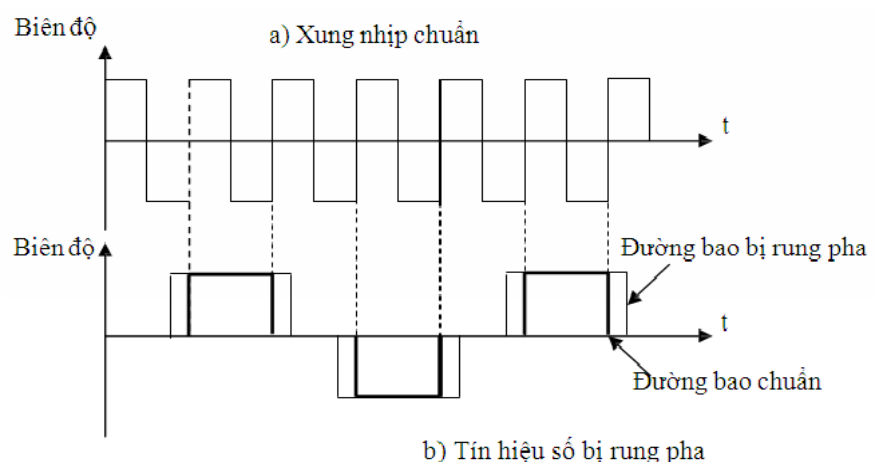 Biên độ
a) Xung nhịp chuẩn
t
Biên độ
Đường bao bị rung pha
t
Đường bao chuẩn
b) Tín hiệu số bị rung pha